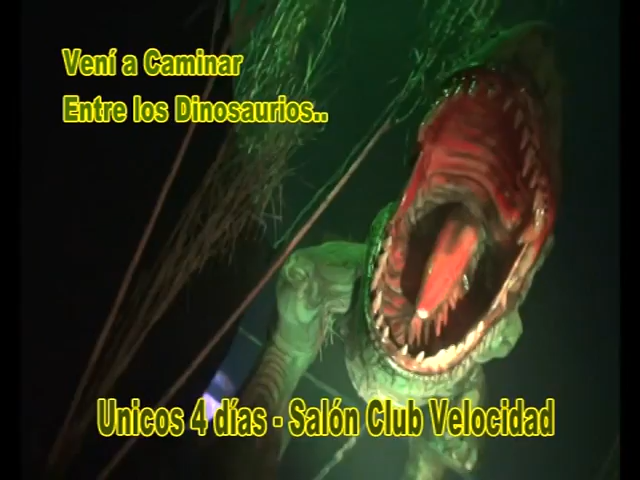 Vení a Caminar
Entre los Dinosaurios..
Unicos 4 días - Salón Club Velocidad